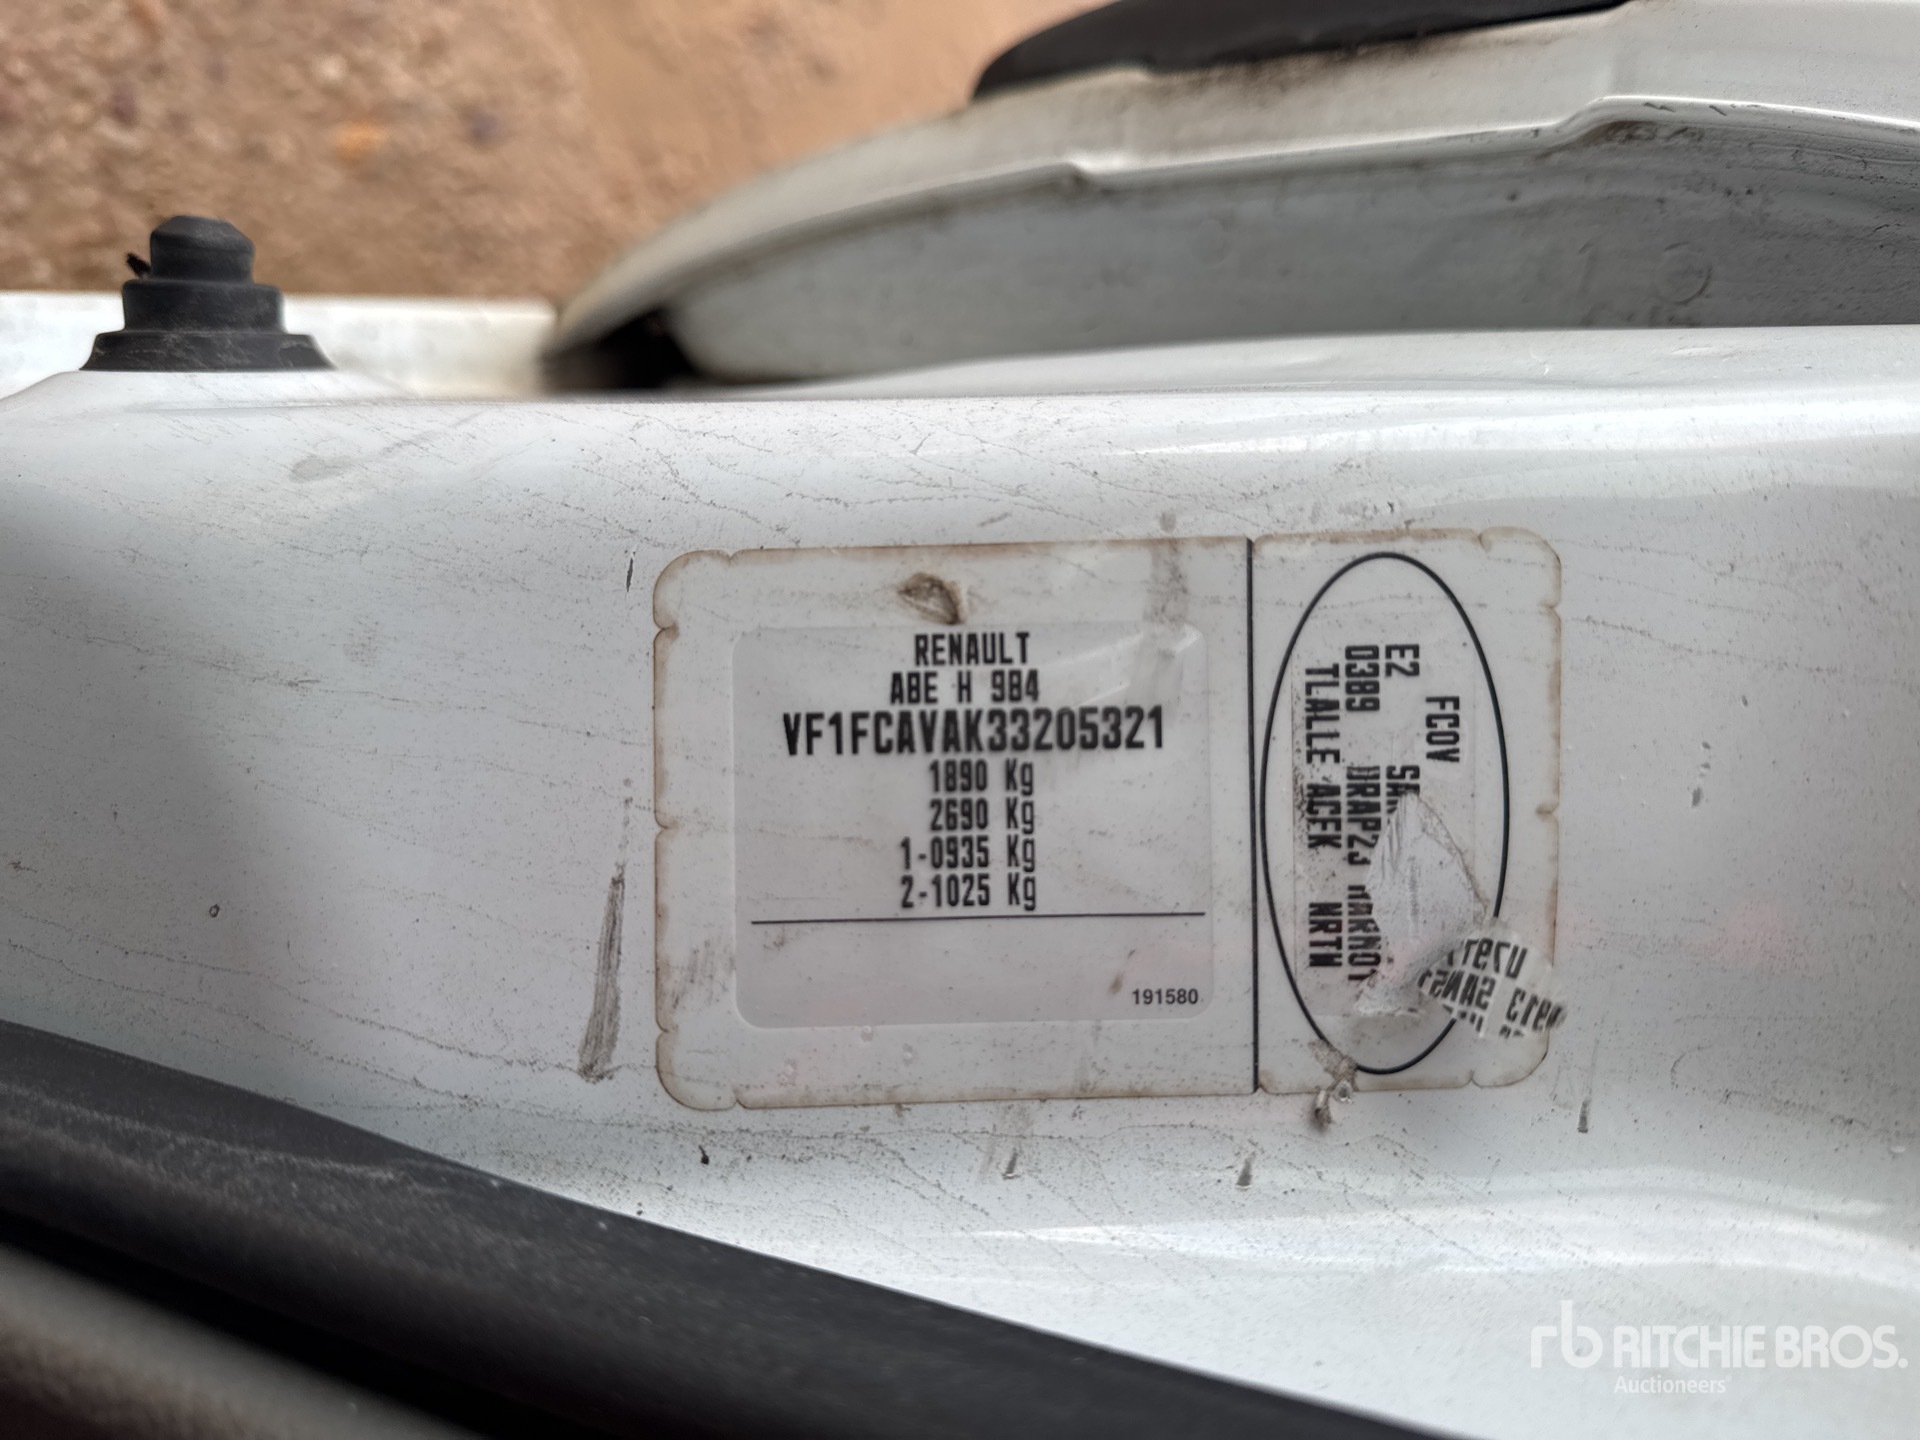 RENAULT
ABE H 984
VF1FCAVAK33205321
1890 Kg
2690 Kg
1-0935 Kg
2-1025 Kg
191580
FCOV
E2
0389
TLALLE ACEK NRTW
rb RITCHIE BROS.
Auctioneers